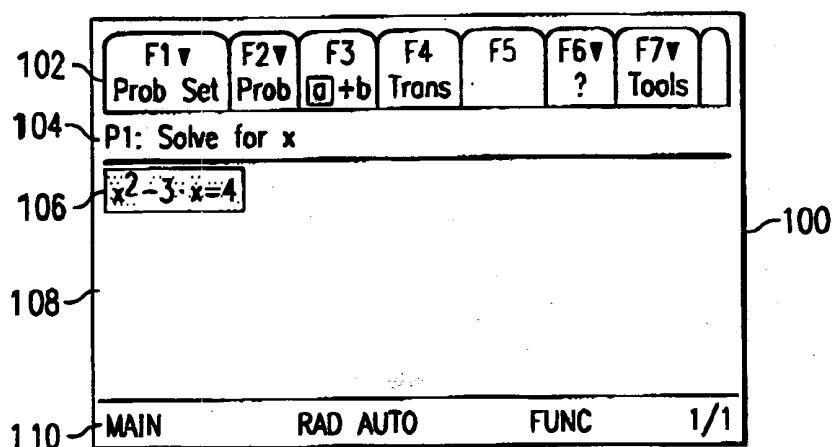 F1▼ F2▼ F3 F4 F5 F6▼ F7▼
102 Prob Set Prob a+b Trans ? Tools
104 P1: Solve for x
106 x²-3·x=4
100
108
110 MAIN RAD AUTO FUNC 1/1